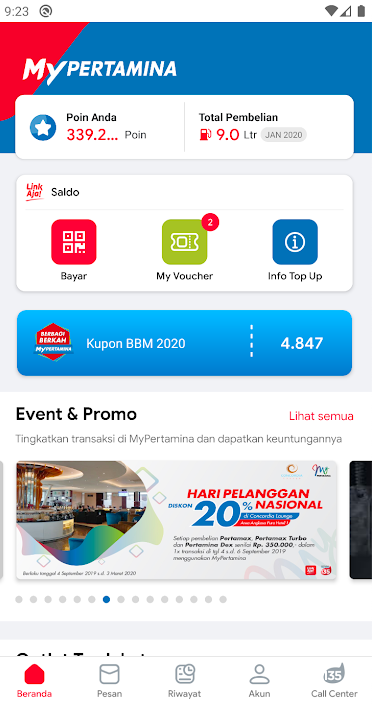 9:23
MyPERTAMINA
Poin Anda
339.2... Poin
Total Pembelian
9.0 Ltr JAN 2020
Link Aja!
Saldo
2
Bayar
My Voucher
Info Top Up
BERBAGI
BERKAH
MyPERTAMINA
Kupon BBM 2020
4.847
Event & Promo
Lihat semua
Tingkatkan transaksi di MyPertamina dan dapatkan keuntungannya
HARI PELANGGAN
DISKON 20% NASIONAL
di Concordia Lounge
Setiap pembelian Pertamax, Pertamax Turbo
dan Pertamina Dex senilai Rp. 350.000,- dalam
1x transaksi di tgl 4 s.d. 6 September 2019
menggunakan MyPertamina
Berlaku tanggal 4 September 2019 s.d. 3 Maret 2020
Beranda
Pesan
Riwayat
Akun
135
Call Center